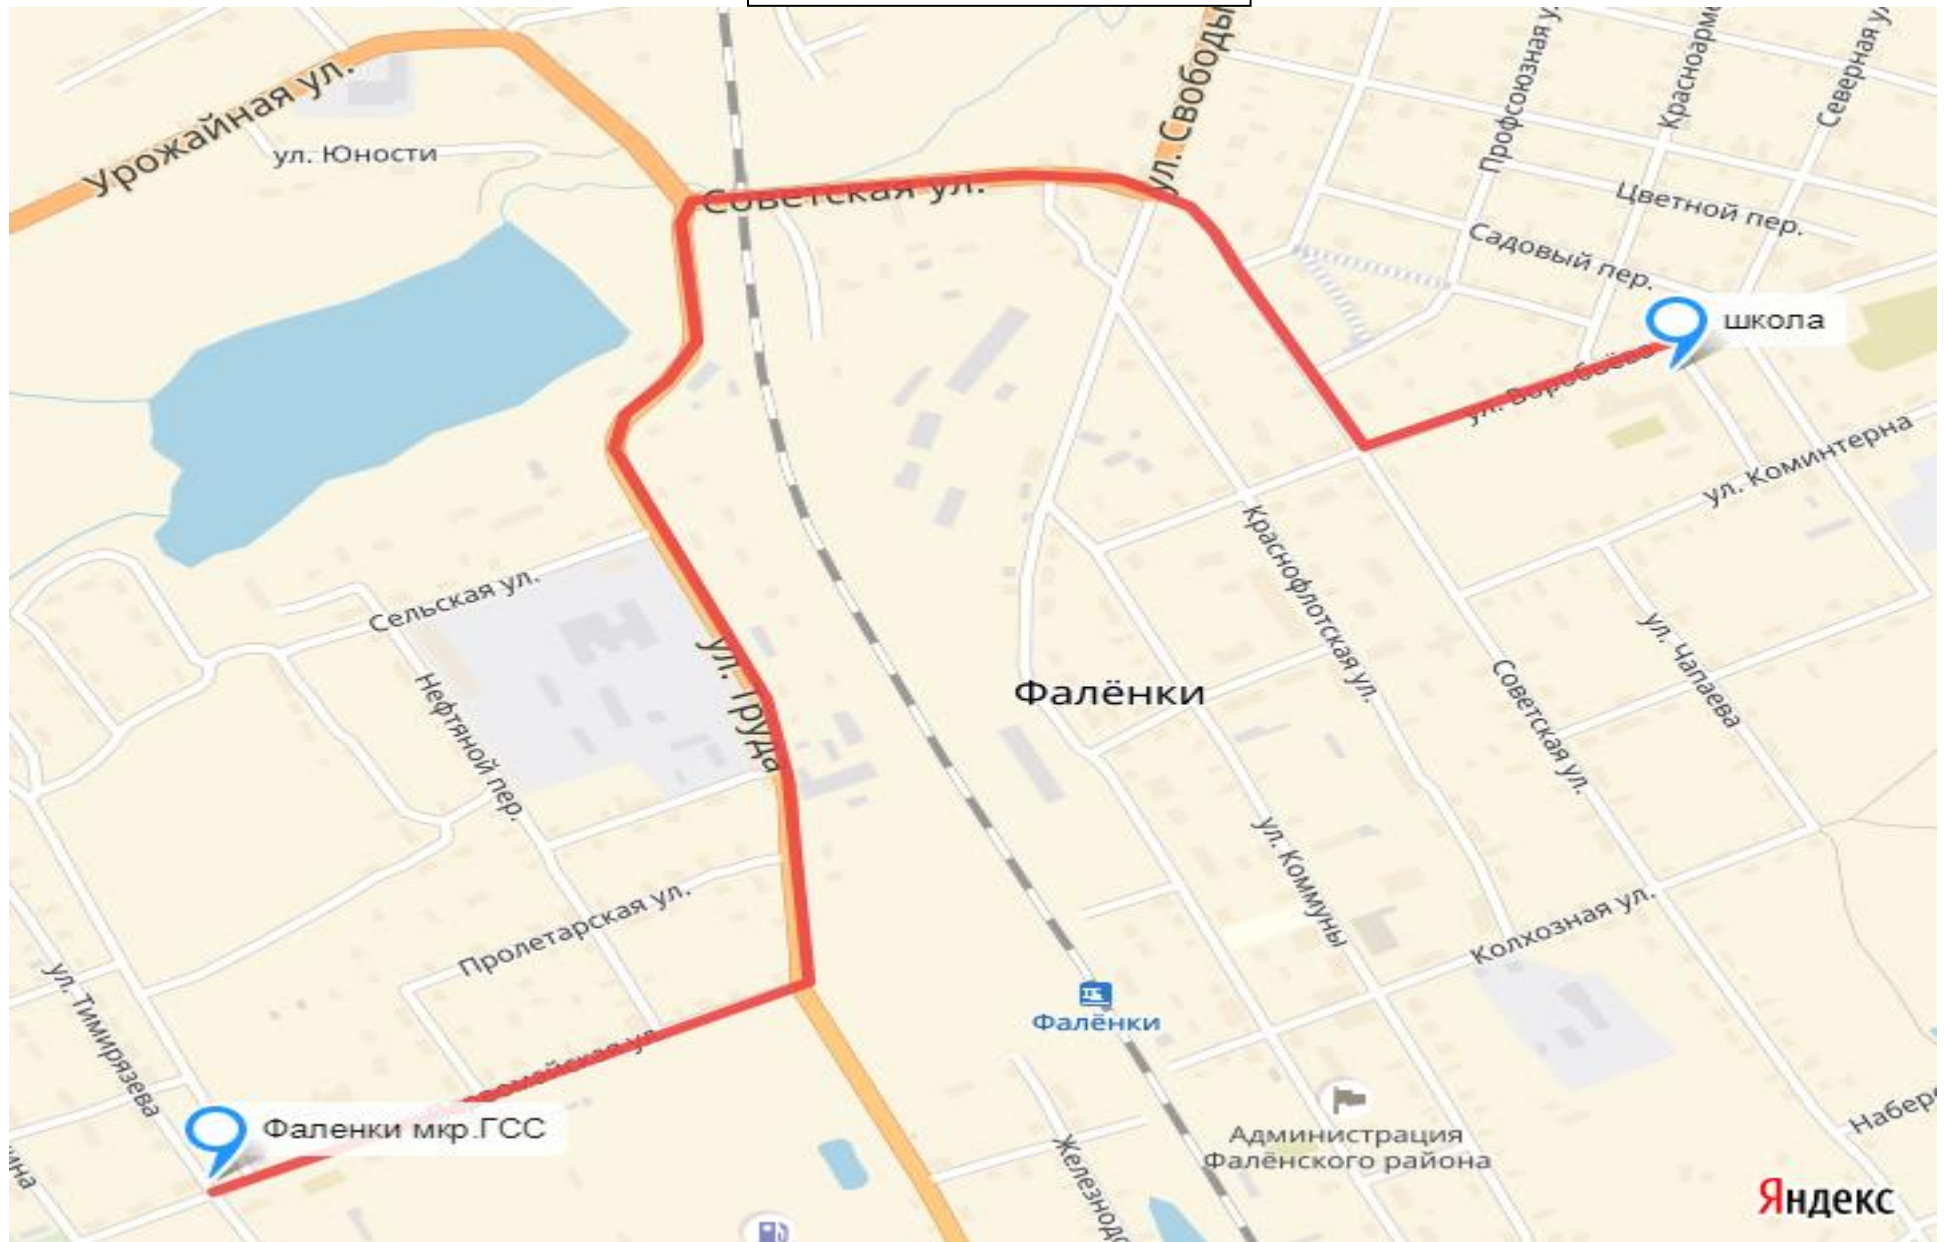 ул. Свободы
Профсоюзная у
Северная у
Урожайная ул.
ул. Юности
Советская ул.
Цветной пер.
Садовый пер.
школа
ул. Воробьёва
ул. Коминтерна
Краснофлотская ул.
Сельская ул.
ул. Чапаева
ул. Труда
Фалёнки
Нефтяной пер.
Советская ул.
ул. Коммуны
Пролетарская ул.
Колхозная ул.
ул. Тимирязева
Фалёнки
Фаленки мкр.ГСС
Администрация
Фалёнского района
Яндекс